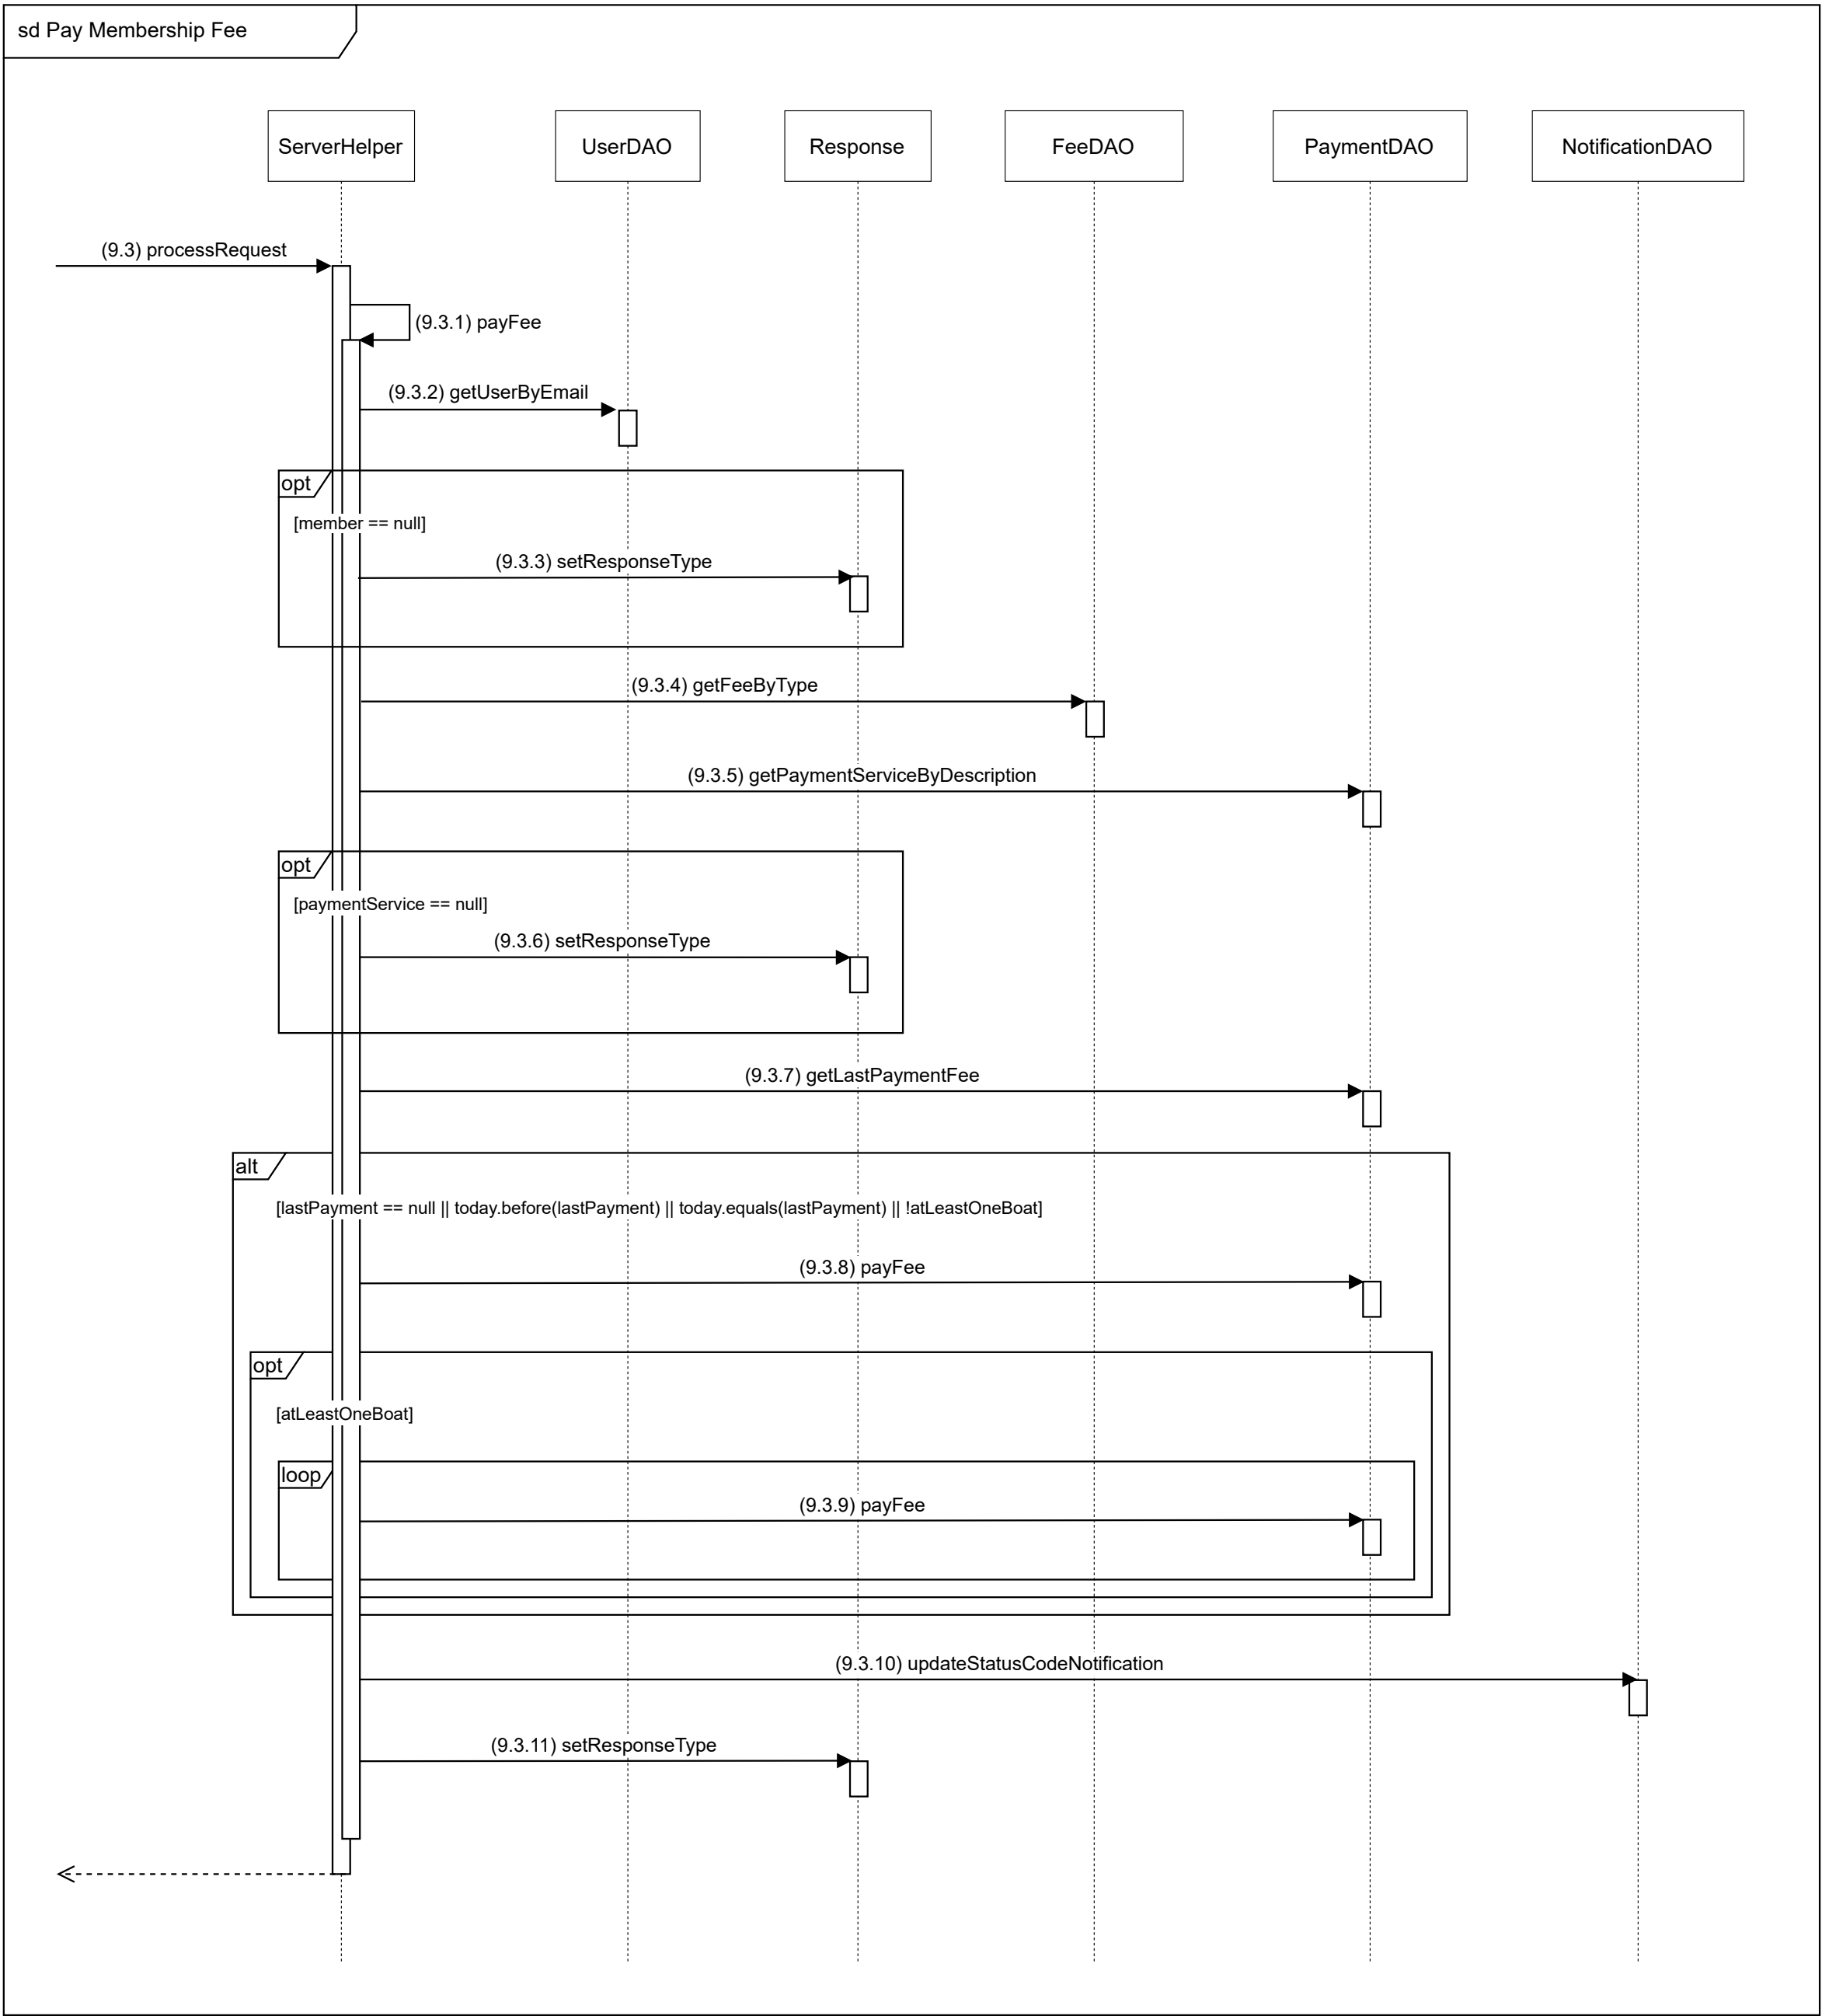 sd Pay Membership Fee
ServerHelper
UserDAO
Response
FeeDAO
PaymentDAO
NotificationDAO
(9.3) processRequest
(9.3.1) payFee
(9.3.2) getUserByEmail
opt
[member == null]
(9.3.3) setResponseType
(9.3.4) getFeeByType
(9.3.5) getPaymentServiceByDescription
opt
[paymentService == null]
(9.3.6) setResponseType
(9.3.7) getLastPaymentFee
alt
[lastPayment == null || today.before(lastPayment) || today.equals(lastPayment) || !atLeastOneBoat]
(9.3.8) payFee
opt
[atLeastOneBoat]
loop
(9.3.9) payFee
(9.3.10) updateStatusCodeNotification
(9.3.11) setResponseType